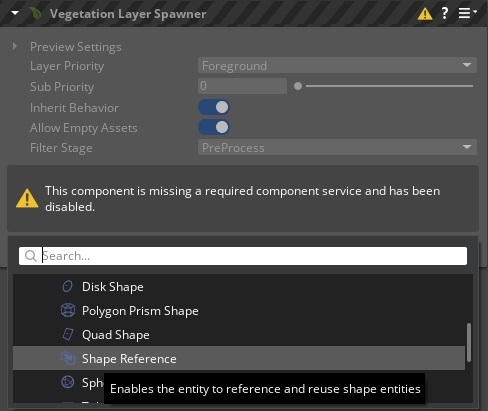 Vegetation Layer Spawner
Preview Settings
Layer Priority Foreground
Sub Priority 0
Inherit Behavior
Allow Empty Assets
Filter Stage PreProcess
This component is missing a required component service and has been
disabled.
Search...
Disk Shape
Polygon Prism Shape
Quad Shape
Shape Reference
Enables the entity to reference and reuse shape entities